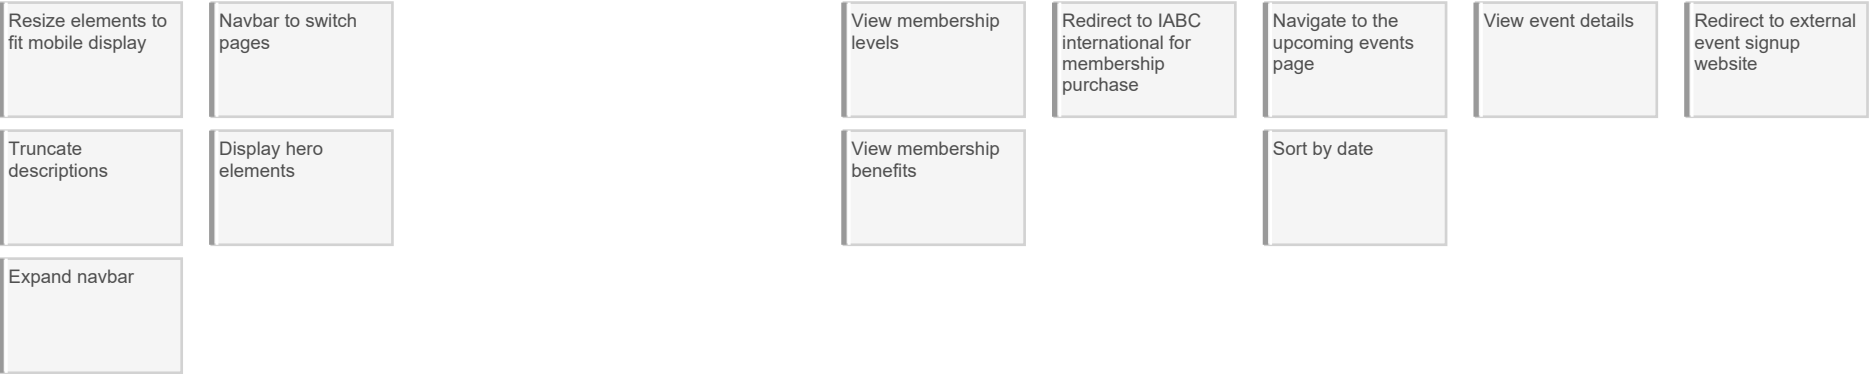 Resize elements to
fit mobile display
Navbar to switch
pages
View membership
levels
Redirect to IABC
international for
membership
purchase
Navigate to the
upcoming events
page
View event details
Redirect to external
event signup
website
Truncate
descriptions
Display hero
elements
View membership
benefits
Sort by date
Expand navbar